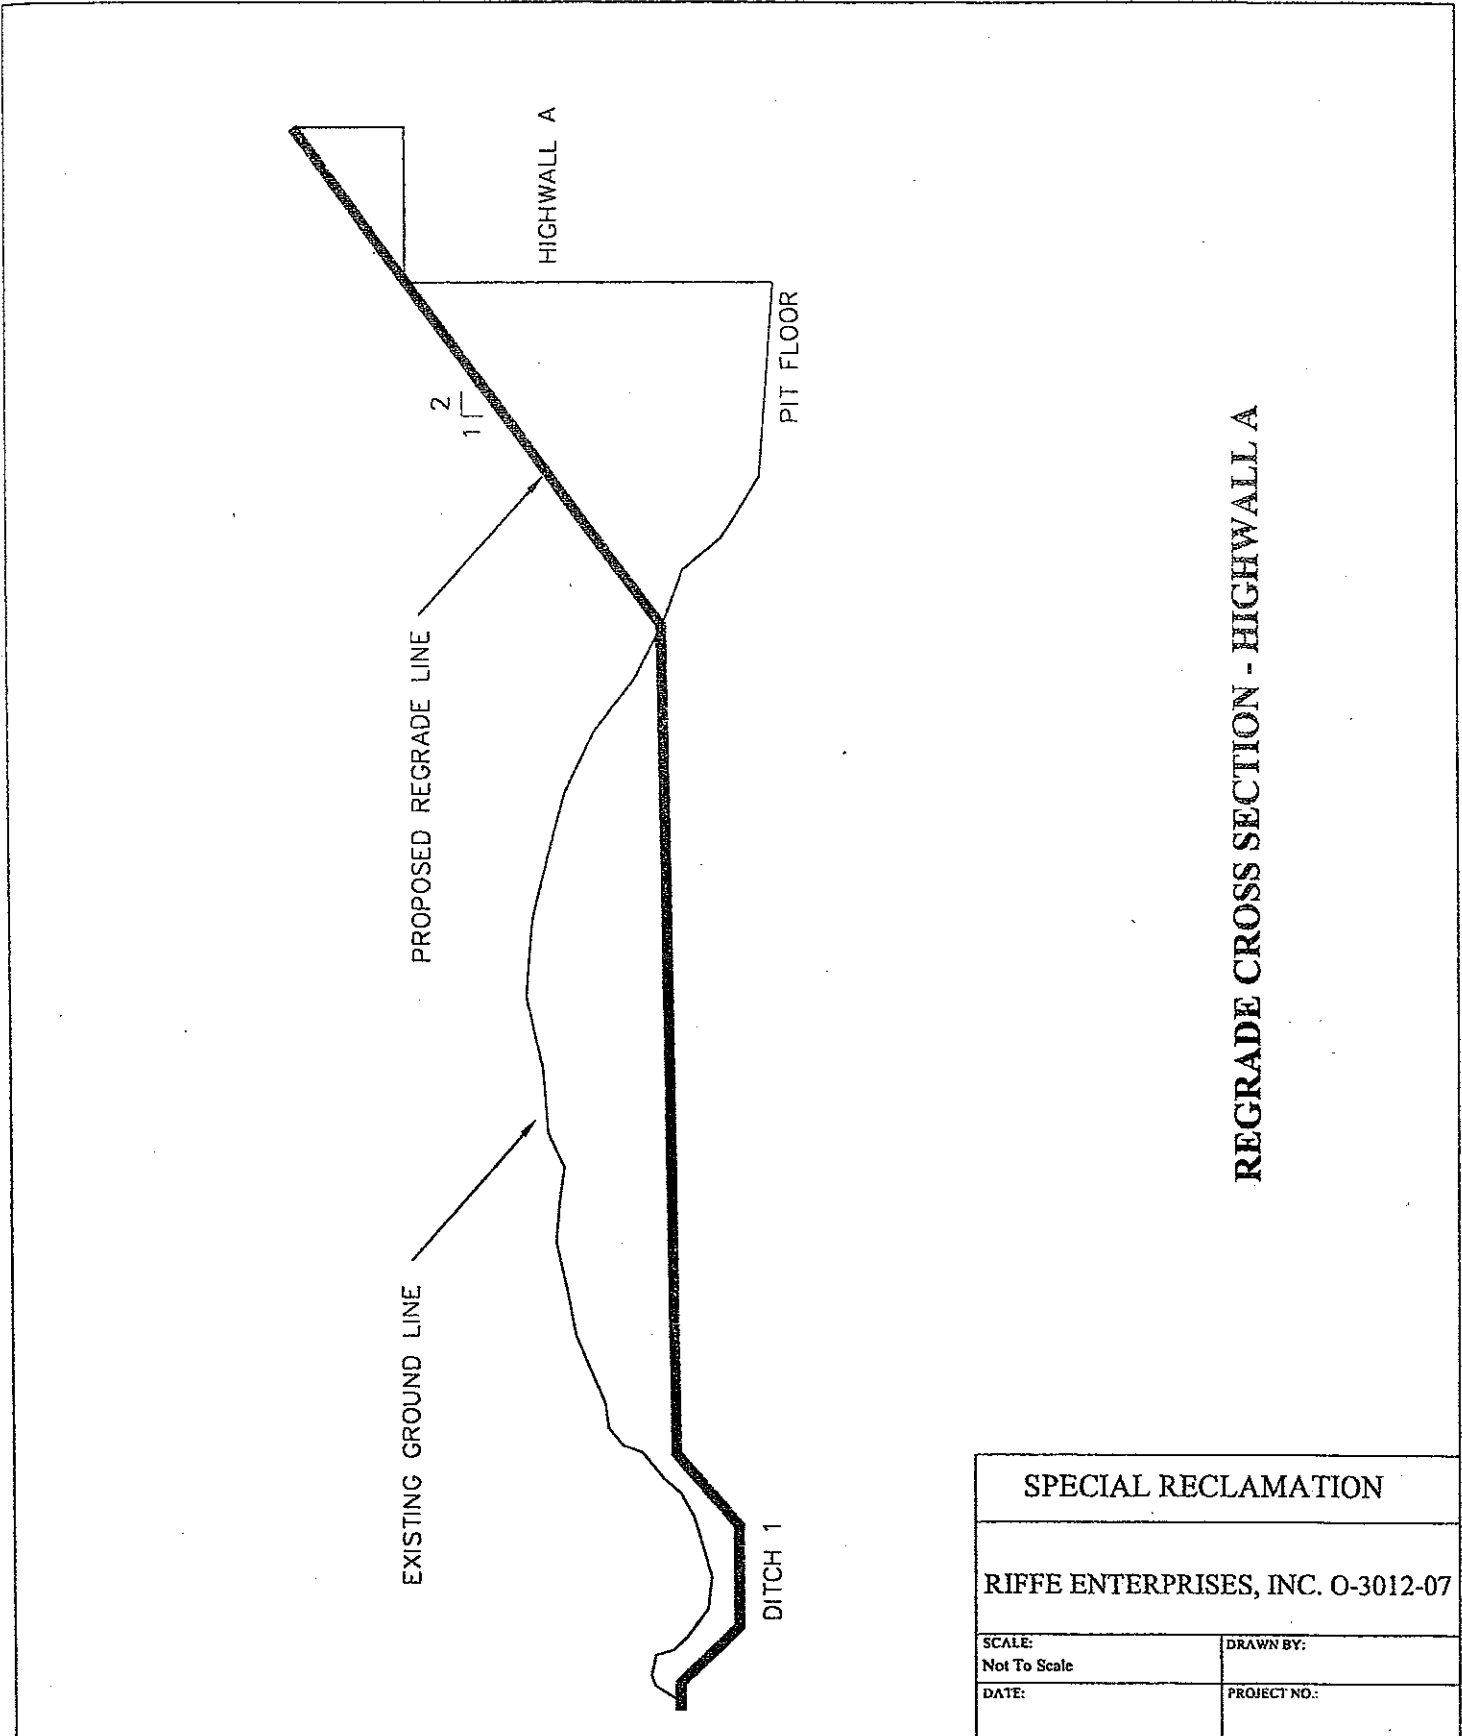 HIGHWALL A
PIT FLOOR
2
1
PROPOSED REGRADE LINE
EXISTING GROUND LINE
DITCH 1
REGRADE CROSS SECTION - HIGHWALL A
SPECIAL RECLAMATION
RIFFE ENTERPRISES, INC. O-3012-07
SCALE:
Not To Scale
DRAWN BY:
DATE:
PROJECT NO.: